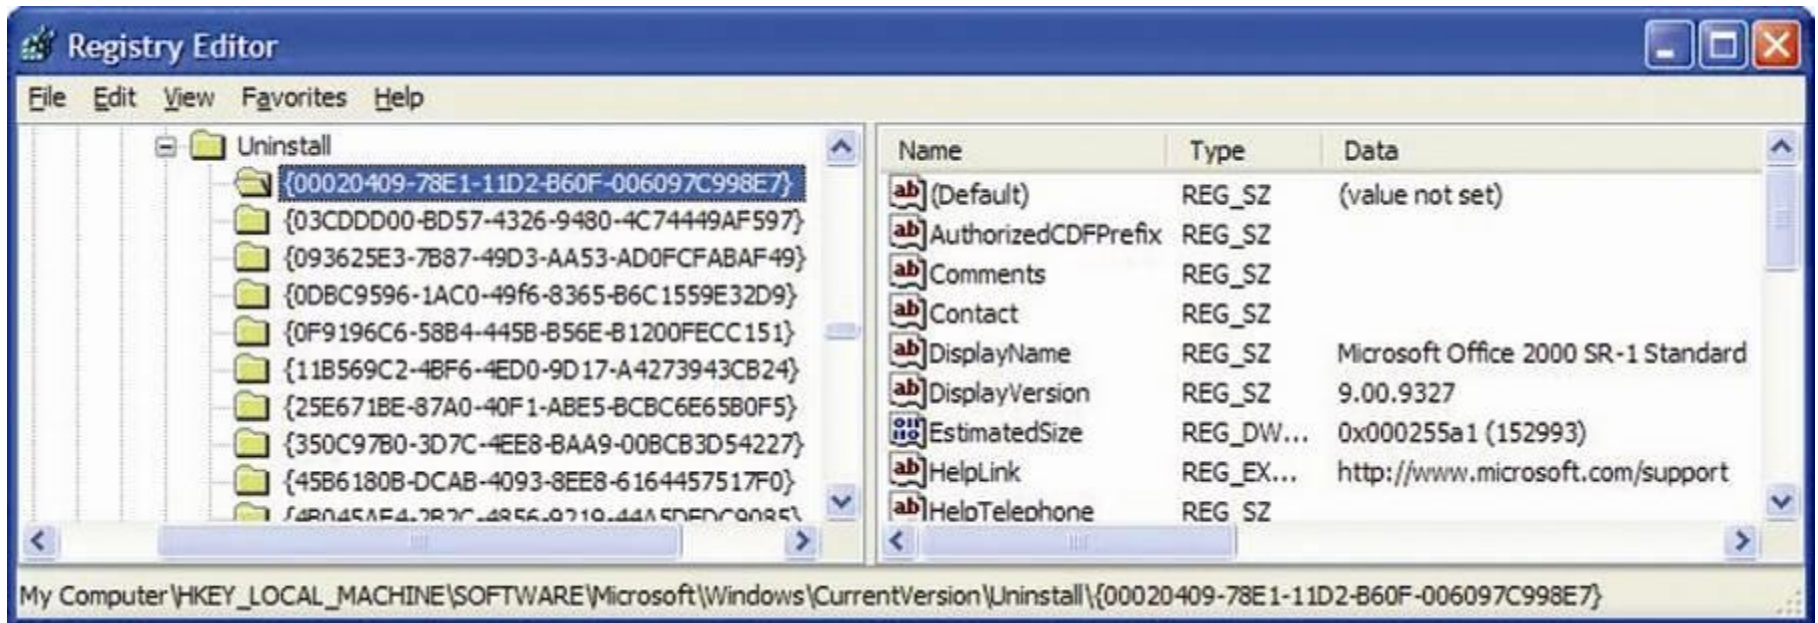 Registry Editor
File Edit View Favorites Help
Uninstall
{00020409-78E1-11D2-B60F-006097C998E7}
{03CDDD00-BD57-4326-9480-4C74449AF597}
{093625E3-7B87-49D3-AA53-AD0FCFABAF49}
{0DBC9596-1AC0-49f6-8365-B6C1559E32D9}
{0F9196C6-58B4-445B-B56E-B1200FECC151}
{11B569C2-4BF6-4ED0-9D17-A4273943CB24}
{25E671BE-87A0-40F1-ABE5-BCBC6E65B0F5}
{350C97B0-3D7C-4EE8-BAA9-00BCB3D54227}
{45B6180B-DCAB-4093-8EE8-6164457517F0}
{4B045AE4-2B2C-4856-9219-44A5DFDC9085}
Name Type Data
(Default) REG_SZ (value not set)
AuthorizedCDFPrefix REG_SZ
Comments REG_SZ
Contact REG_SZ
DisplayName REG_SZ Microsoft Office 2000 SR-1 Standard
DisplayVersion REG_SZ 9.00.9327
EstimatedSize REG_DW... 0x000255a1 (152993)
HelpLink REG_EX... http://www.microsoft.com/support
HelpTelephone REG_SZ
My Computer\HKEY_LOCAL_MACHINE\SOFTWARE\Microsoft\Windows\CurrentVersion\Uninstall\{00020409-78E1-11D2-B60F-006097C998E7}